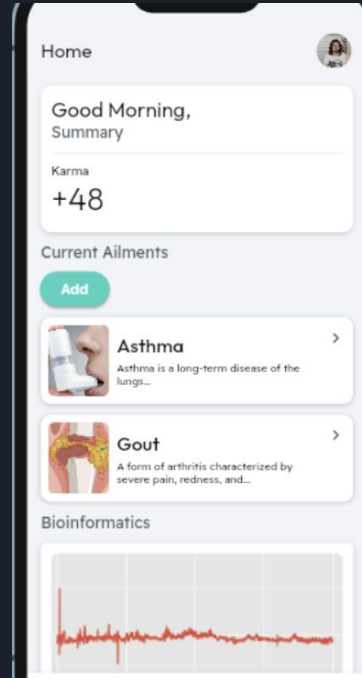 Home
Good Morning,
Summary
Karma
+48
Current Ailments
Add
Asthma
Asthma is a long-term disease of the
lungs...
Gout
A form of arthritis characterized by
severe pain, redness, and...
Bioinformatics